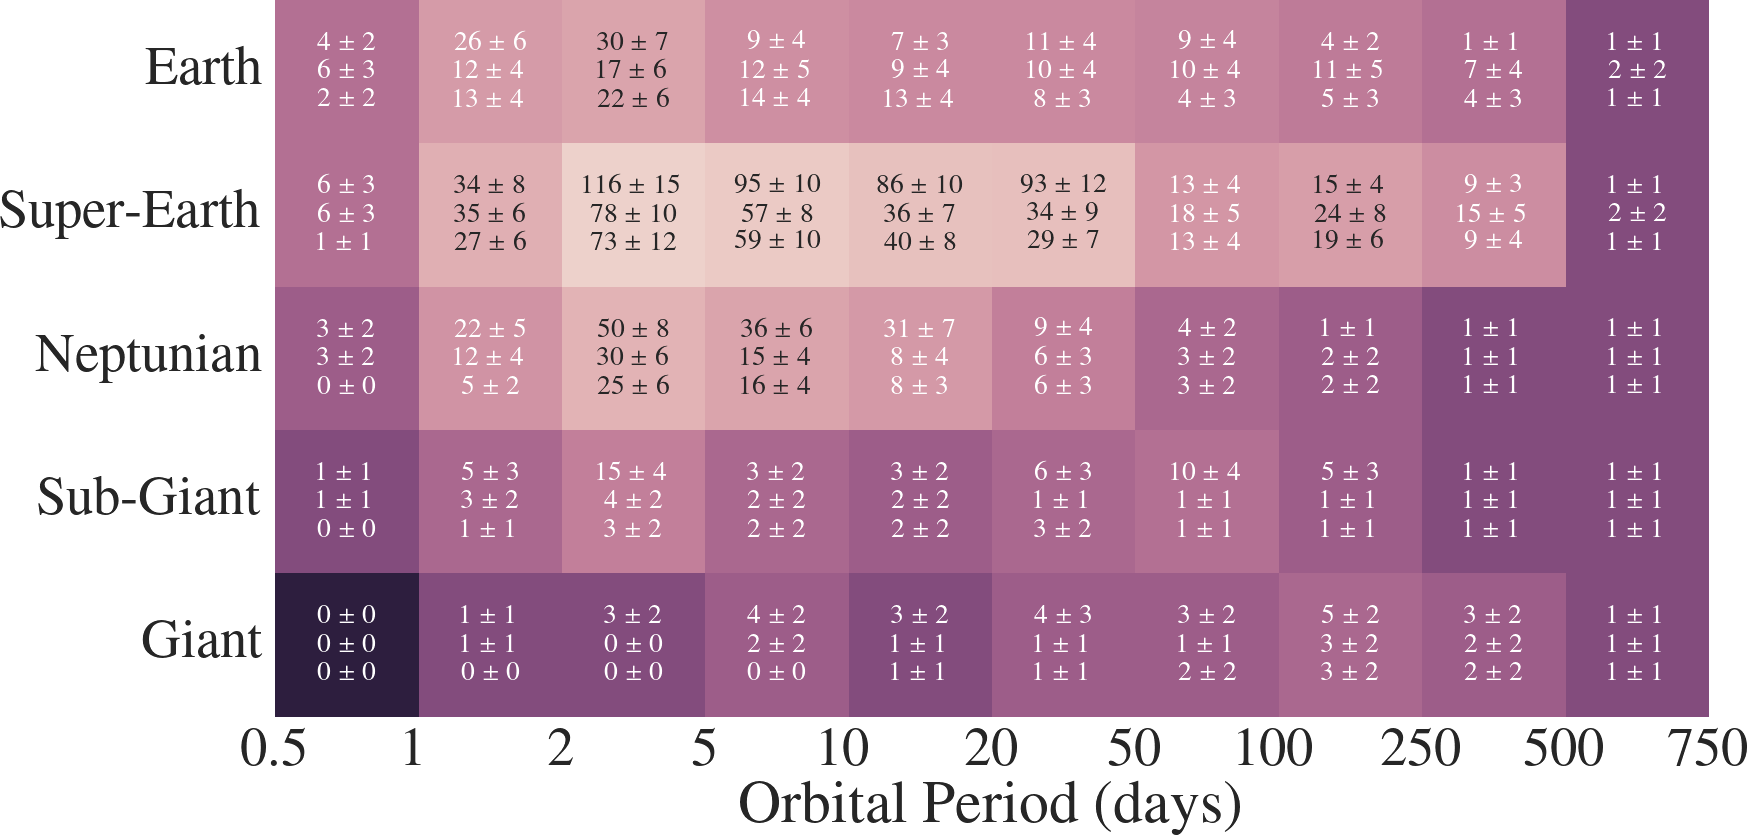 Earth
4 ± 2 26 ± 6 30 ± 7 9 ± 4 7 ± 3 11 ± 4 9 ± 4 4 ± 2 1 ± 1 1 ± 1
6 ± 3 12 ± 4 17 ± 6 12 ± 5 9 ± 4 10 ± 4 10 ± 4 11 ± 5 7 ± 4 2 ± 2
2 ± 2 13 ± 4 22 ± 6 14 ± 4 13 ± 4 8 ± 3 4 ± 3 5 ± 3 4 ± 3 1 ± 1
Super-Earth
6 ± 3 34 ± 8 116 ± 15 95 ± 10 86 ± 10 93 ± 12 13 ± 4 15 ± 4 9 ± 3 1 ± 1
6 ± 3 35 ± 6 78 ± 10 57 ± 8 36 ± 7 34 ± 9 18 ± 5 24 ± 8 15 ± 5 2 ± 2
1 ± 1 27 ± 6 73 ± 12 59 ± 10 40 ± 8 29 ± 7 13 ± 4 19 ± 6 9 ± 4 1 ± 1
Neptunian
3 ± 2 22 ± 5 50 ± 8 36 ± 6 31 ± 7 9 ± 4 4 ± 2 1 ± 1 1 ± 1 1 ± 1
3 ± 2 12 ± 4 30 ± 6 15 ± 4 8 ± 4 6 ± 3 3 ± 2 2 ± 2 1 ± 1 1 ± 1
0 ± 0 5 ± 2 25 ± 6 16 ± 4 8 ± 3 6 ± 3 3 ± 2 2 ± 2 1 ± 1 1 ± 1
Sub-Giant
1 ± 1 5 ± 3 15 ± 4 3 ± 2 3 ± 2 6 ± 3 10 ± 4 5 ± 3 1 ± 1 1 ± 1
1 ± 1 3 ± 2 4 ± 2 2 ± 2 2 ± 2 1 ± 1 1 ± 1 1 ± 1 1 ± 1 1 ± 1
0 ± 0 1 ± 1 3 ± 2 2 ± 2 2 ± 2 3 ± 2 1 ± 1 1 ± 1 1 ± 1 1 ± 1
Giant
0 ± 0 1 ± 1 3 ± 2 4 ± 2 3 ± 2 4 ± 3 3 ± 2 5 ± 2 3 ± 2 1 ± 1
0 ± 0 1 ± 1 0 ± 0 2 ± 2 1 ± 1 1 ± 1 1 ± 1 3 ± 2 2 ± 2 1 ± 1
0 ± 0 0 ± 0 0 ± 0 0 ± 0 1 ± 1 1 ± 1 2 ± 2 3 ± 2 2 ± 2 1 ± 1
0.5 1 2 5 10 20 50 100 250 500 750
Orbital Period (days)